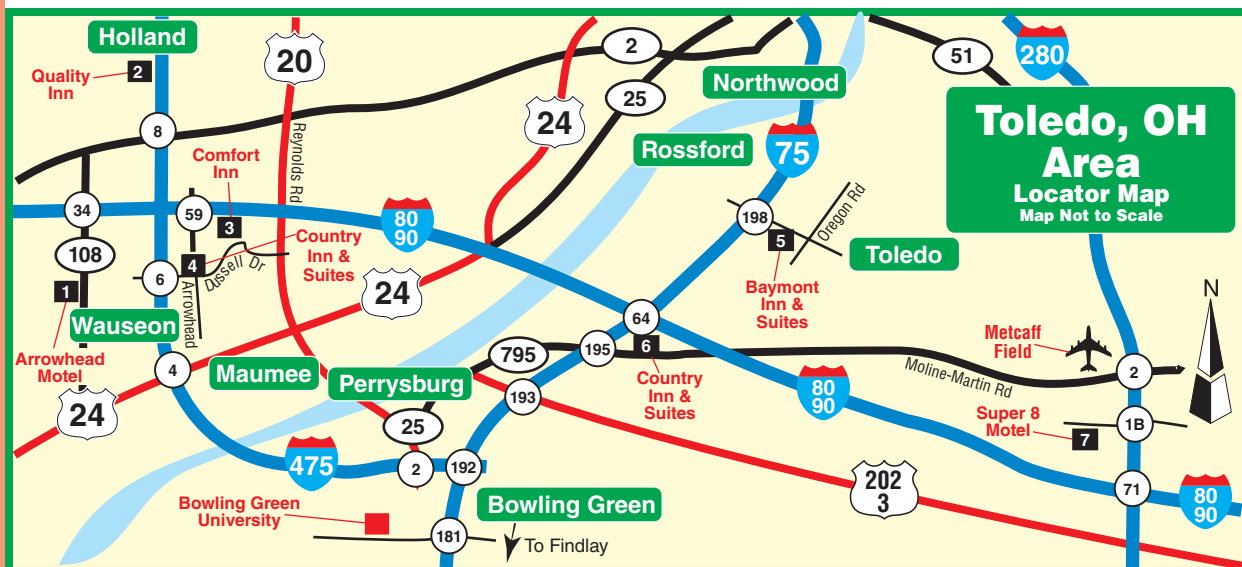 Holland
20
2
51
280
Quality
Inn
2
25
Northwood
24
Toledo, OH
Area
Locator Map
Map Not to Scale
8
Reynolds Rd
Rossford
75
Comfort
Inn
34
59
3
80
90
198
Oregon Rd
108
Country
Inn &
Suites
5
Toledo
4
Dussell Dr
6
Arrowhead
24
Baymont
Inn &
Suites
N
1
Wauseon
64
Metcaff
Field
Arrowhead
Motel
795
195
6
4
Maumee
Perrysburg
Country
Inn &
Suites
Moline-Martin Rd
2
24
193
80
90
25
Super 8
Motel
1B
7
475
2
192
202
3
71
80
90
Bowling Green
University
Bowling Green
181
To Findlay